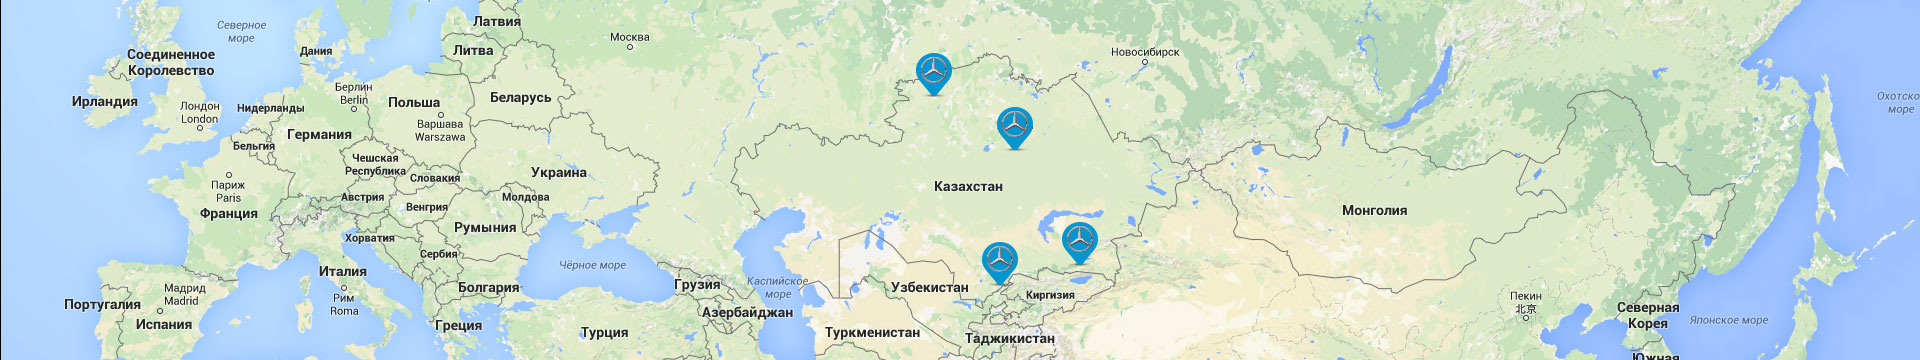 Северное
море
Соединенное
Королевство
Ирландия
Лондон
London
Нидерланды
Бельгия
Париж
Paris
Франция
Португалия
Мадрид
Madrid
Испания
Дания
Берлин
Berlin
Германия
Чешская
Республика
Австрия
Хорватия
Италия
Рим
Roma
Латвия
Литва
Польша
Варшава
Warszawa
Словакия
Венгрия
Сербия
Румыния
Болгария
Греция
Беларусь
Украина
Молдова
Чёрное море
Турция
Москва
Грузия
Азербайджан
Каспийское
море
Казахстан
Узбекистан
Туркменистан
Киргизия
Таджикистан
Новосибирск
Монголия
Пекин
北京
Северная
Корея
Южная
Японское море
Охотско
море